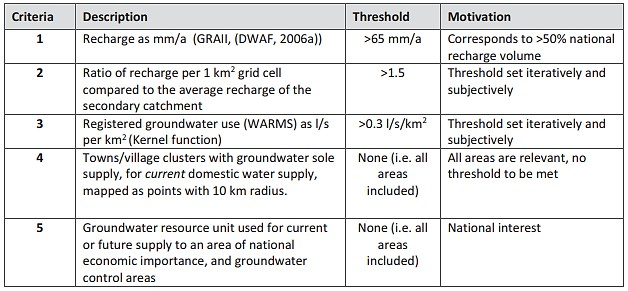 Criteria Description Threshold Motivation
1 Recharge as mm/a (GRAII, (DWAF, 2006a)) >65 mm/a Corresponds to >50% national
recharge volume
2 Ratio of recharge per 1 km² grid cell >1.5 Threshold set iteratively and
compared to the average recharge of the subjectively
secondary catchment
3 Registered groundwater use (WARMS) as l/s >0.3 l/s/km² Threshold set iteratively and
per km² (Kernel function) subjectively
4 Towns/village clusters with groundwater sole None (i.e. all All areas are relevant, no
supply, for current domestic water supply, areas threshold to be met
mapped as points with 10 km radius. included)
5 Groundwater resource unit used for current None (i.e. all National interest
or future supply to an area of national areas
economic importance, and groundwater included)
control areas